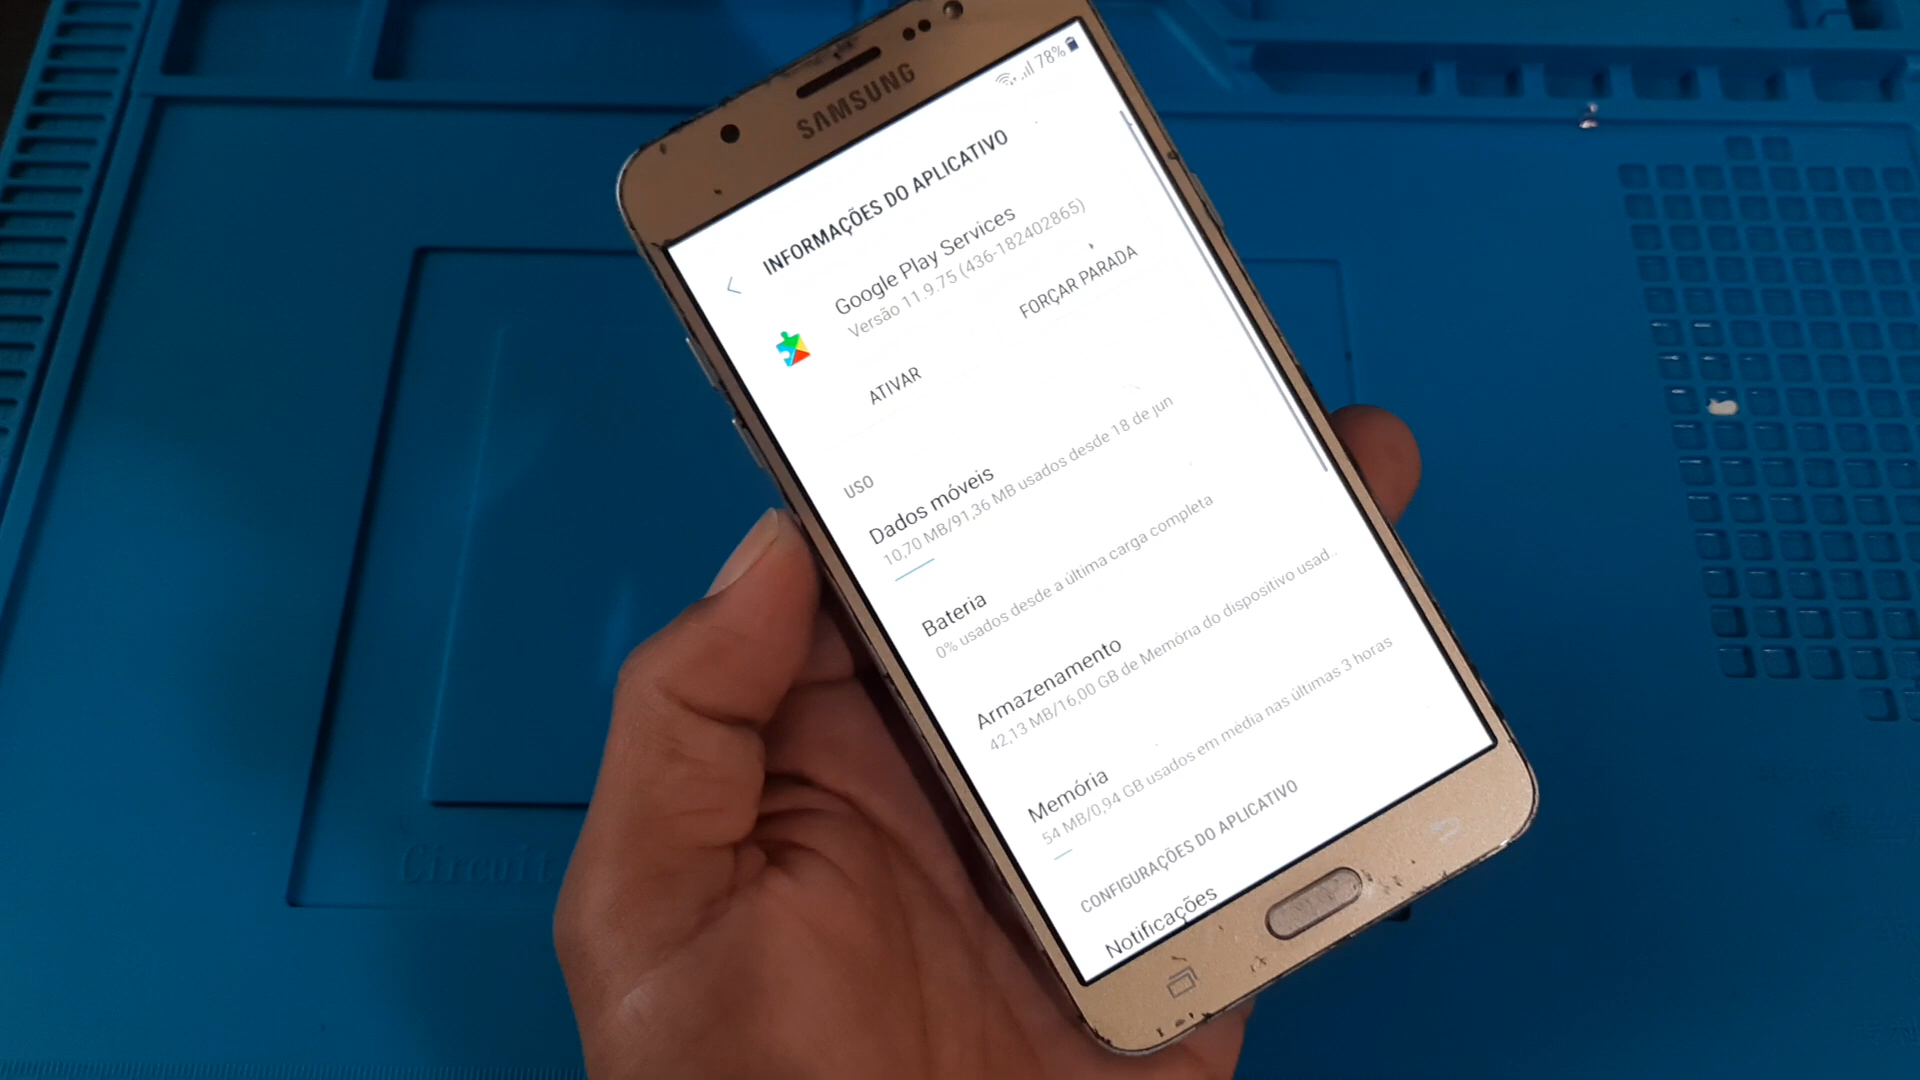 SAMSUNG
78%
INFORMAÇÕES DO APLICATIVO
Google Play Services
Versão 11.9.75 (436-182402865)
ATIVAR
FORÇAR PARADA
USO
Dados móveis
10,70 MB/91,36 MB usados desde 18 de jun
Bateria
0% usados desde a última carga completa
Armazenamento
42,13 MB/16,00 GB de Memória do dispositivo usad..
Memória
54 MB/0,94 GB usados em média nas últimas 3 horas
CONFIGURAÇÕES DO APLICATIVO
Notificações
Circuit